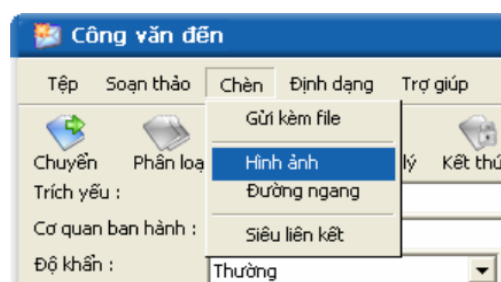 Công văn đến
Tệp Soạn thảo Chèn Định dạng Trợ giúp
Gửi kèm file
Hình ảnh
Đường ngang
Siêu liên kết
Chuyển Phân loạ lý Kết thú
Trích yếu :
Cơ quan ban hành :
Độ khẩn : Thường